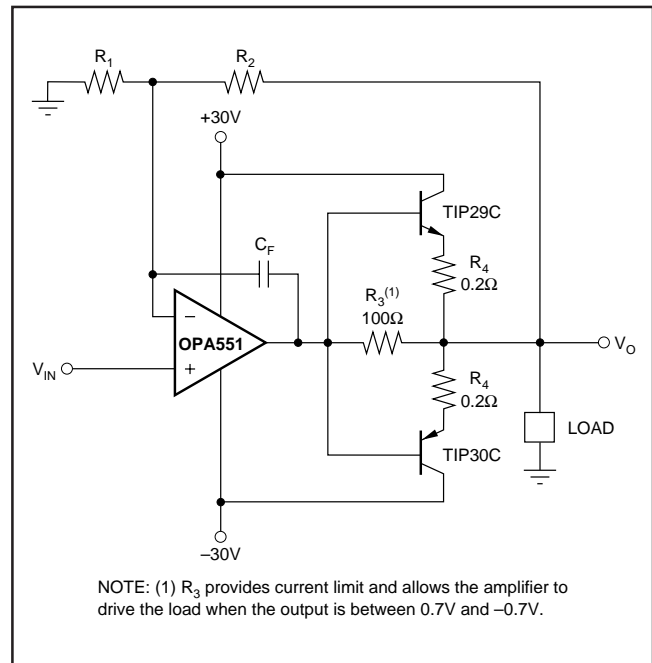 R1
R2
+30V
TIP29C
CF
R4
0.2Ω
R3(1)
100Ω
–
OPA551
+
VIN
VO
R4
0.2Ω
LOAD
TIP30C
–30V
NOTE: (1) R3 provides current limit and allows the amplifier to
drive the load when the output is between 0.7V and –0.7V.